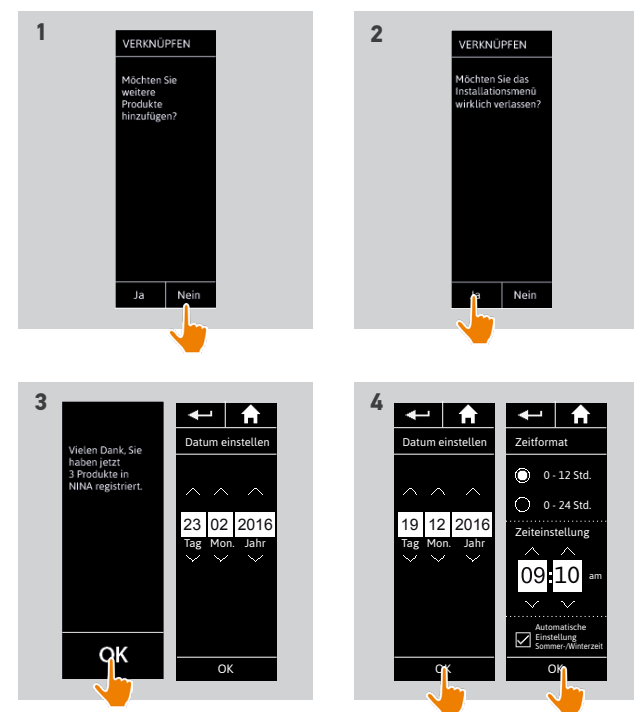 1
VERKNÜPFEN
Möchten Sie
weitere
Produkte
hinzufügen?
Ja Nein
2
VERKNÜPFEN
Möchten Sie das
Installationsmenü
wirklich verlassen?
Ja Nein
3
Vielen Dank, Sie
haben jetzt
3 Produkte in
NINA registriert.
OK
Datum einstellen
23 02 2016
Tag Mon. Jahr
OK
4
Datum einstellen
19 12 2016
Tag Mon. Jahr
OK
Zeitformat
0 - 12 Std.
0 - 24 Std.
Zeiteinstellung
09:10 am
Automatische
Einstellung
Sommer-/Winterzeit
OK